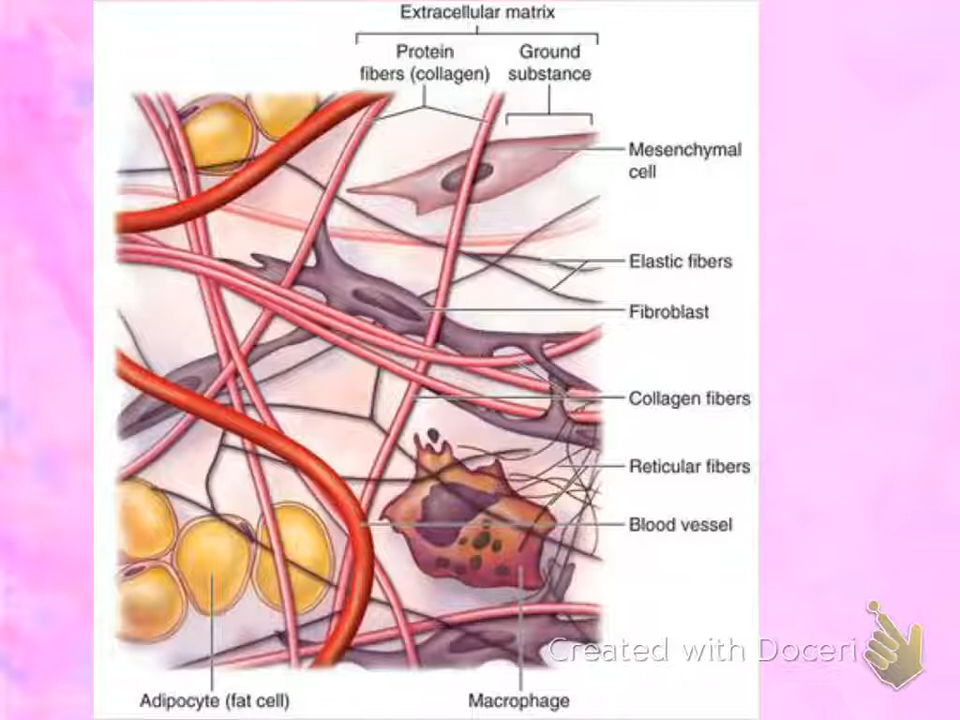 Extracellular matrix
Protein
fibers (collagen)
Ground
substance
Mesenchymal
cell
Elastic fibers
Fibroblast
Collagen fibers
Reticular fibers
Blood vessel
Created with Doceri
Adipocyte (fat cell)
Macrophage